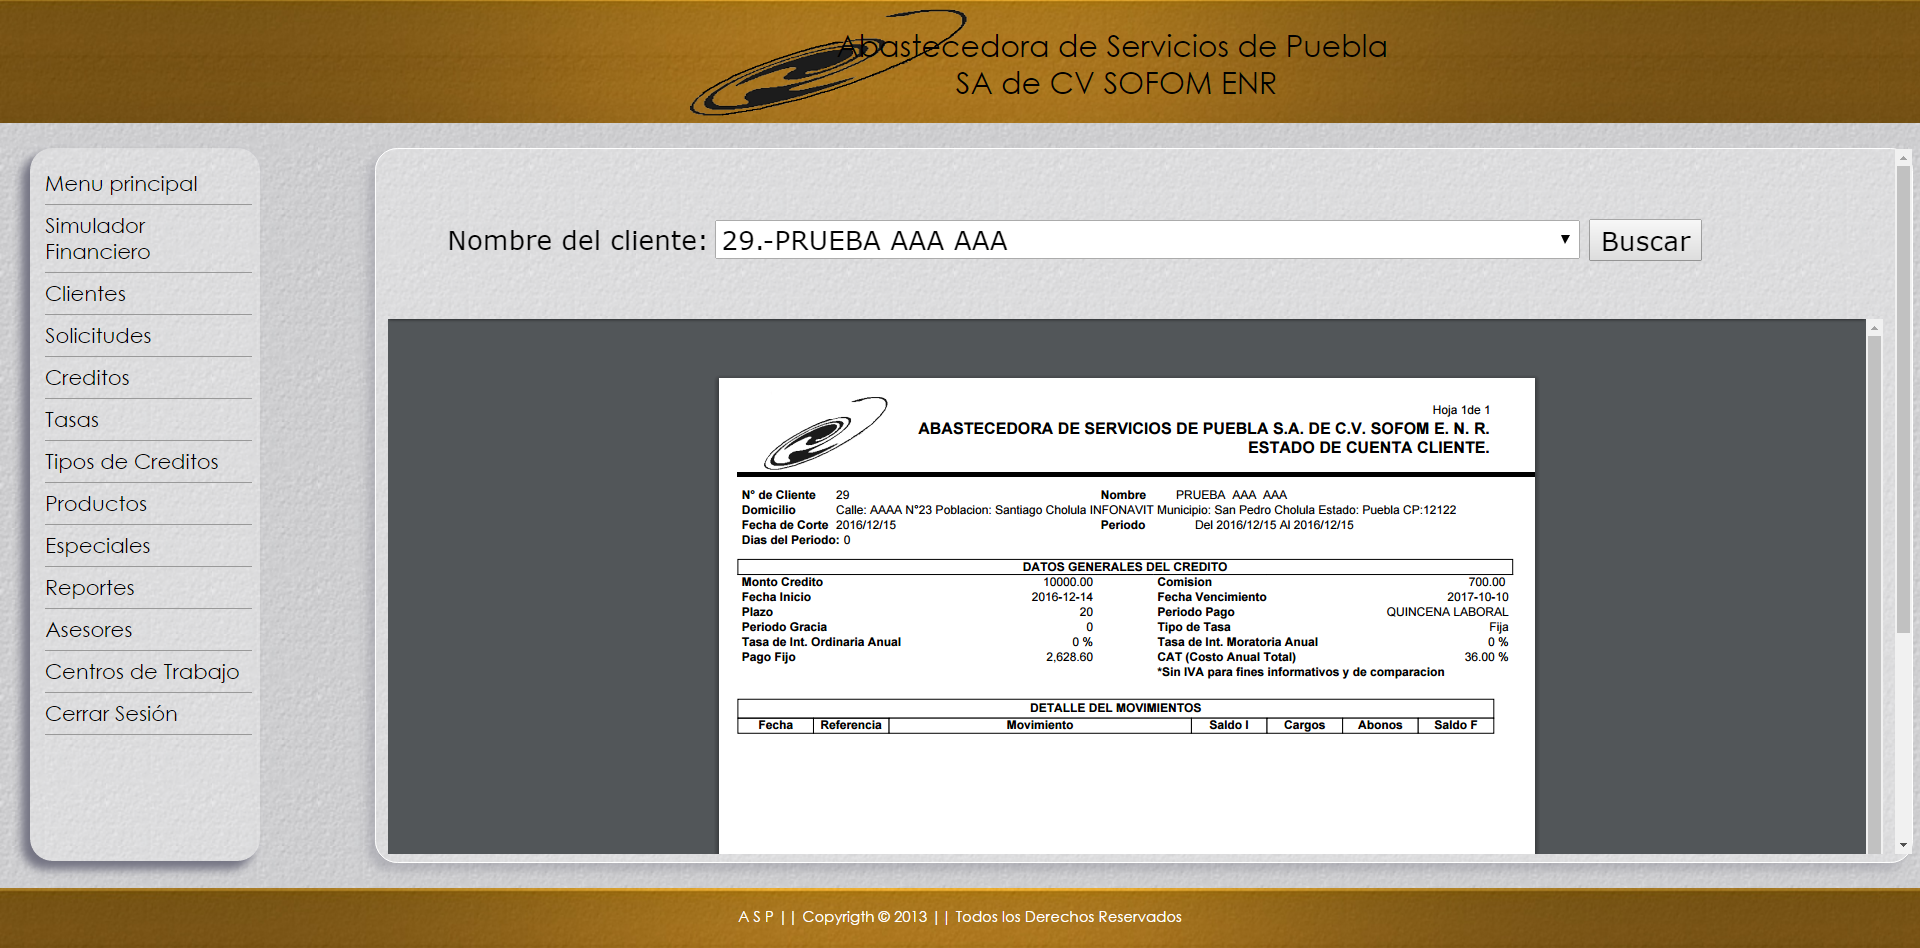 Abastecedora de Servicios de Puebla
SA de CV SOFOM ENR
Menu principal
Simulador
Financiero
Clientes
Solicitudes
Creditos
Tasas
Tipos de Creditos
Productos
Especiales
Reportes
Asesores
Centros de Trabajo
Cerrar Sesión
Nombre del cliente: 29.-PRUEBA AAA AAA Buscar
Hoja 1de 1
ABASTECEDORA DE SERVICIOS DE PUEBLA S.A. DE C.V. SOFOM E. N. R.
ESTADO DE CUENTA CLIENTE.
N° de Cliente 29 Nombre PRUEBA AAA AAA
Domicilio Calle: AAAA N°23 Poblacion: Santiago Cholula INFONAVIT Municipio: San Pedro Cholula Estado: Puebla CP:12122
Fecha de Corte 2016/12/15 Periodo Del 2016/12/15 Al 2016/12/15
Dias del Periodo: 0
DATOS GENERALES DEL CREDITO
Monto Credito 10000.00 Comision 700.00
Fecha Inicio 2016-12-14 Fecha Vencimiento 2017-10-10
Plazo 20 Periodo Pago QUINCENA LABORAL
Periodo Gracia 0 Tipo de Tasa Fija
Tasa de Int. Ordinaria Anual 0 % Tasa de Int. Moratoria Anual 0 %
Pago Fijo 2,628.60 CAT (Costo Anual Total) 36.00 %
*Sin IVA para fines informativos y de comparacion
DETALLE DEL MOVIMIENTOS
Fecha Referencia Movimiento Saldo I Cargos Abonos Saldo F
A S P || Copyrigth © 2013 || Todos los Derechos Reservados